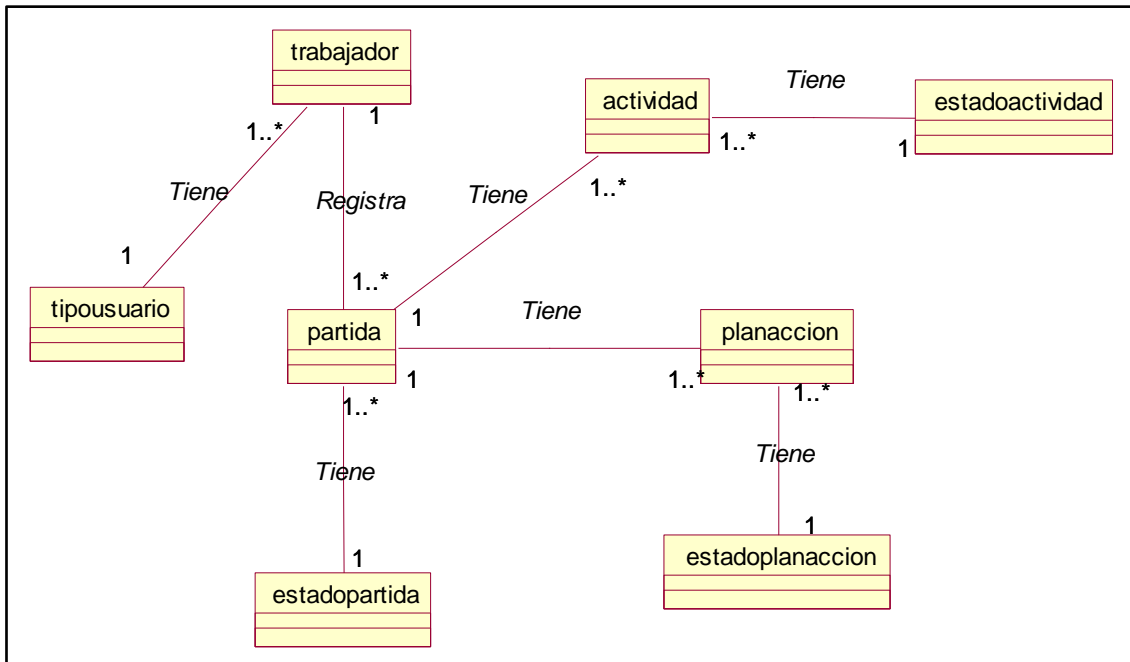 trabajador
1
1..*
Tiene
Registra
1
1..*
tipousuario
actividad
Tiene
estadoactividad
1..*
1
1..*
Tiene
partida
1
Tiene
planaccion
1
1..*
1..*
1..*
Tiene
Tiene
1
1
estadopartida
estadoplanaccion